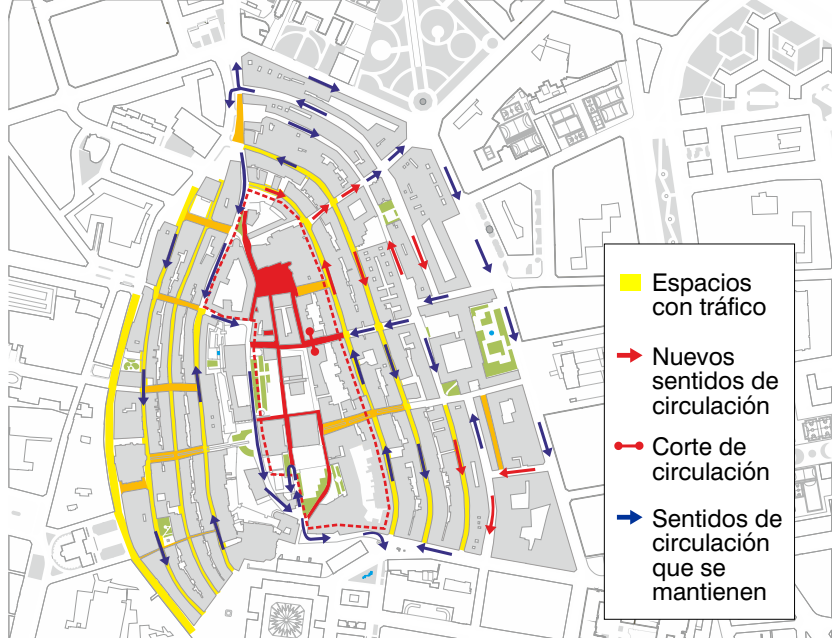 Espacios
con tráfico
Nuevos
sentidos de
circulación
Corte de
circulación
Sentidos de
circulación
que se
mantienen